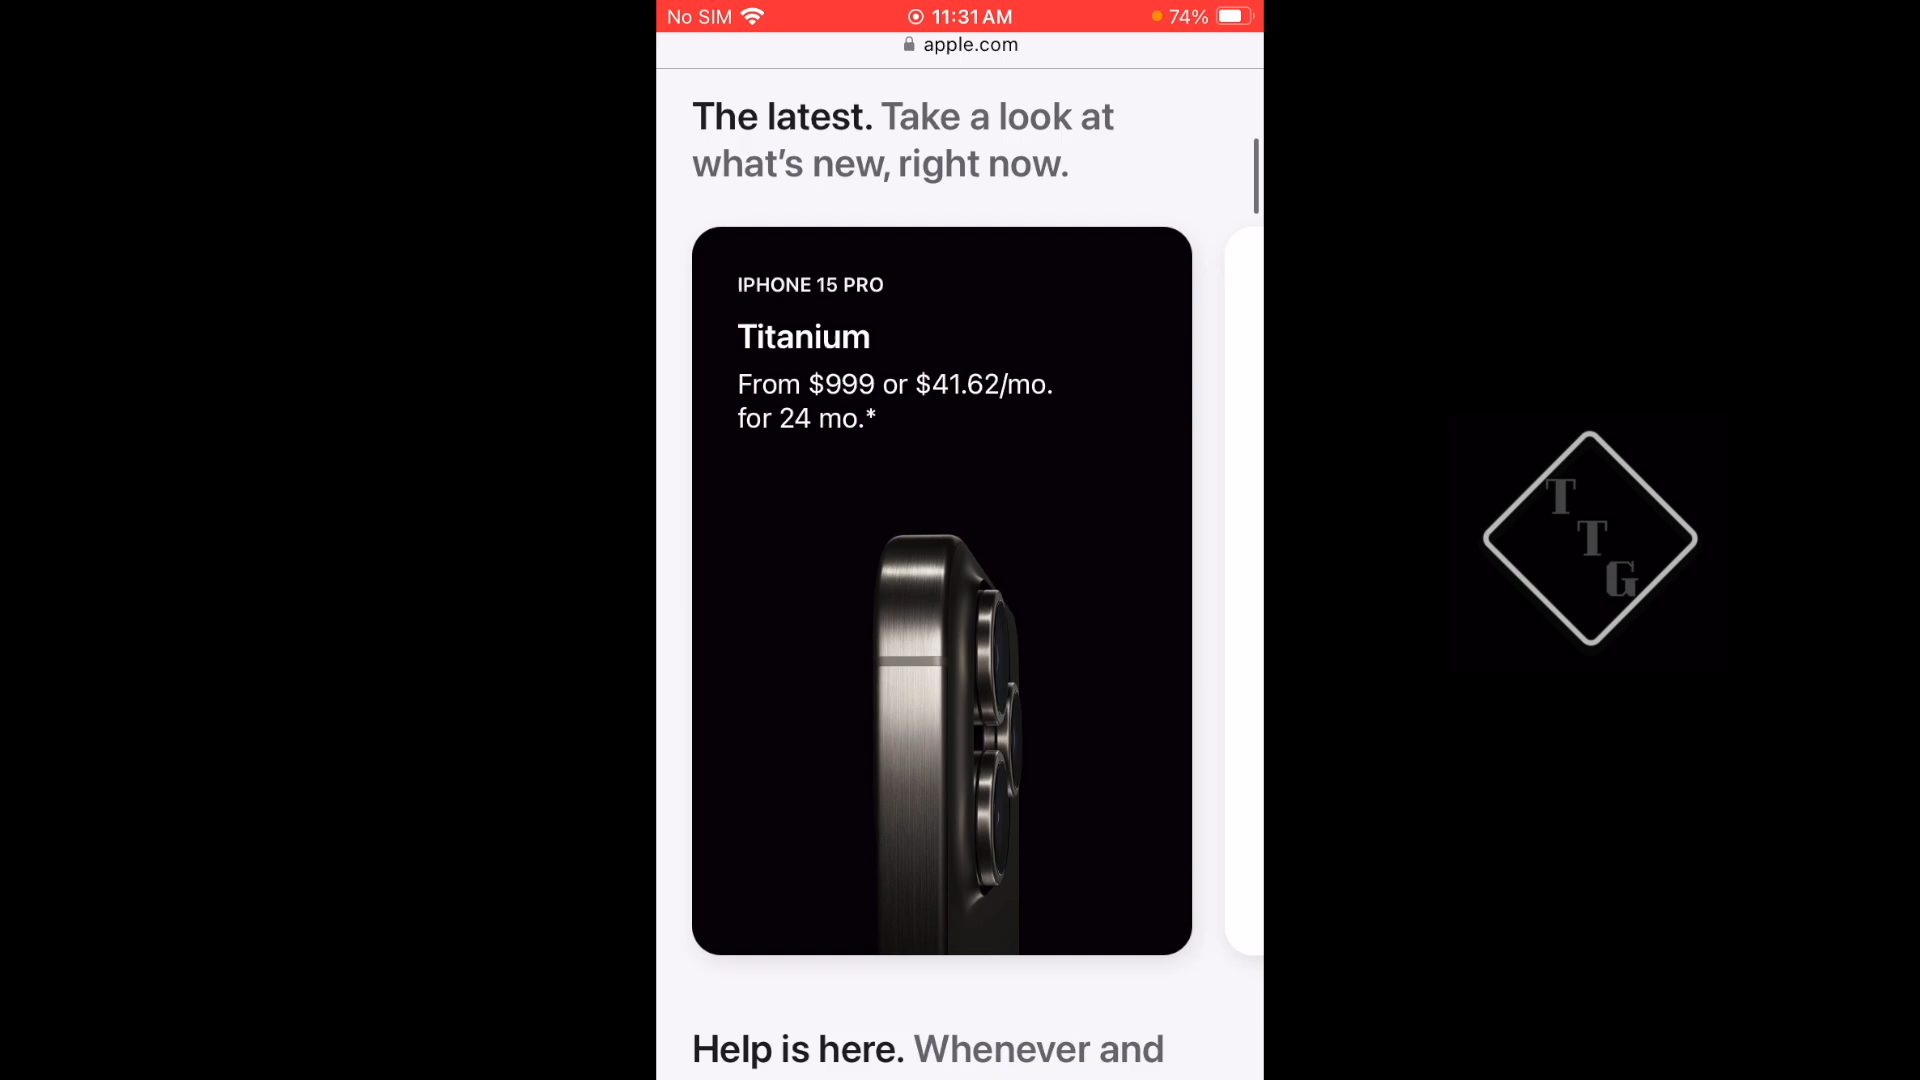 No SIM 11:31 AM 74%
apple.com
The latest. Take a look at
what’s new, right now.
IPHONE 15 PRO
Titanium
From $999 or $41.62/mo.
for 24 mo.*
T
T
G
Help is here. Whenever and